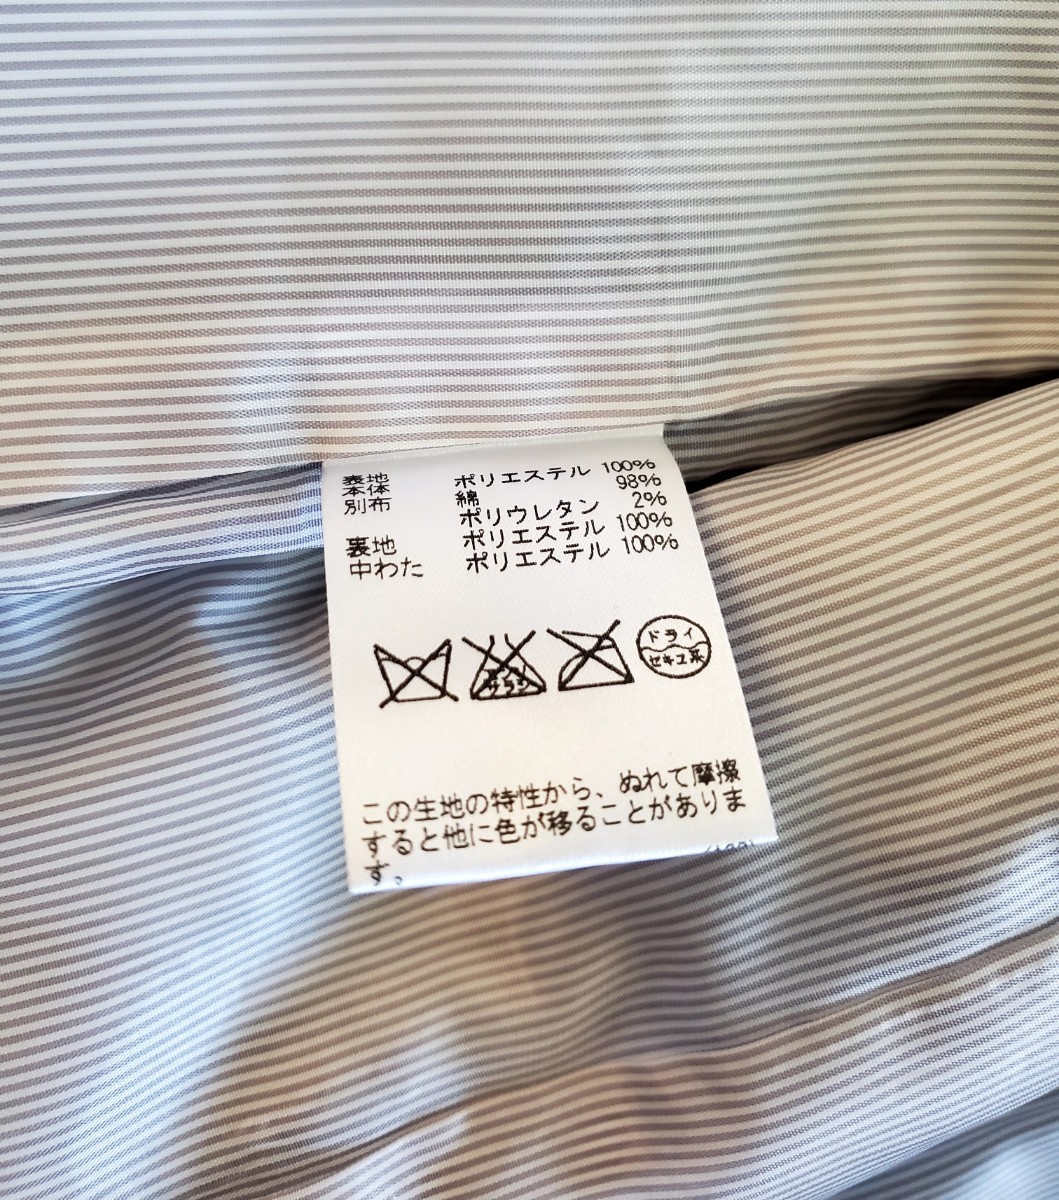 表地
本体 ポリエステル 100%
別布 綿 98%
ポリウレタン 2%
裏地 ポリエステル 100%
中わた ポリエステル 100%
サラシ
ドライ
セキユ系
この生地の特性から、ぬれて摩擦
すると他に色が移ることがありま
す。